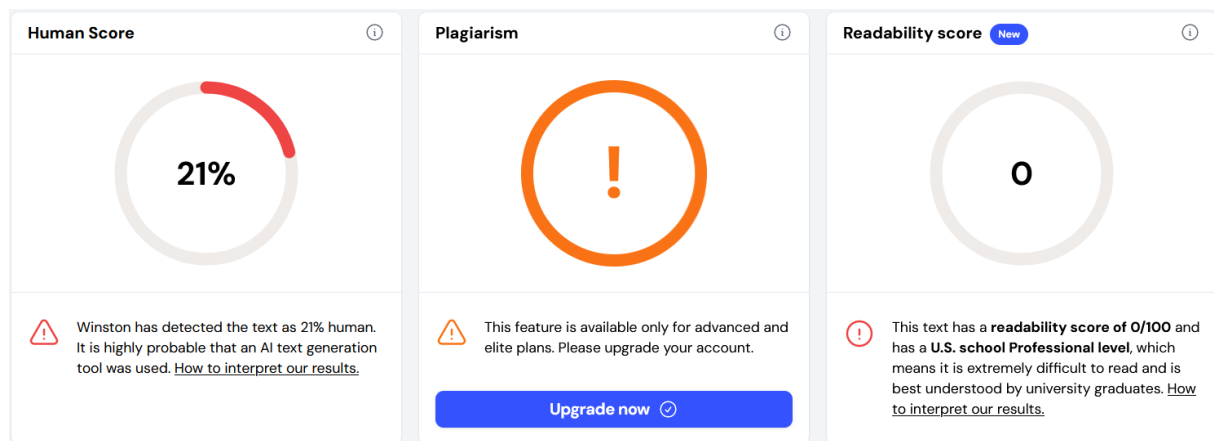 Human Score
21%
Winston has detected the text as 21% human.
It is highly probable that an AI text generation
tool was used. How to interpret our results.
Plagiarism
!
This feature is available only for advanced and
elite plans. Please upgrade your account.
Upgrade now
Readability score New
0
This text has a readability score of 0/100 and
has a U.S. school Professional level, which
means it is extremely difficult to read and is
best understood by university graduates. How
to interpret our results.